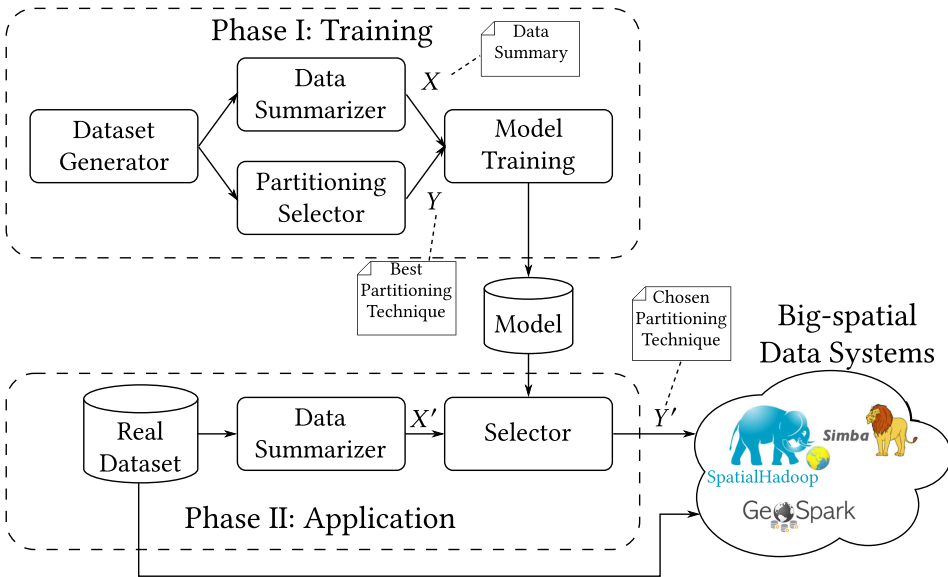 Phase I: Training
Data
Summary
X
Data
Summarizer
Dataset
Generator
Model
Training
Partitioning
Selector
Y
Best
Partitioning
Technique
Model
Chosen
Partitioning
Technique
Big-spatial
Data Systems
Real
Dataset
Data
Summarizer
X′
Selector
Y′
Simba
SpatialHadoop
GeoSpark
Phase II: Application